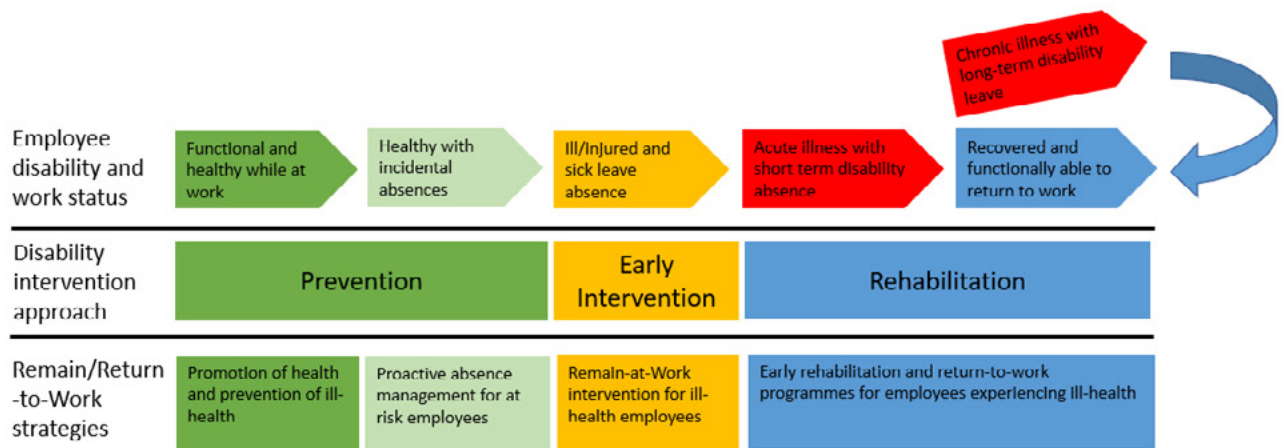 Chronic illness with
long-term disability
leave
Employee
disability and
work status
Functional and
healthy while at
work
Healthy with
incidental
absences
Ill/Injured and
sick leave
absence
Acute illness with
short term disability
absence
Recovered and
functionally able to
return to work
Disability
intervention
approach
Prevention
Early
Intervention
Rehabilitation
Remain/Return
-to-Work
strategies
Promotion of health
and prevention of ill-
health
Proactive absence
management for at
risk employees
Remain-at-Work
intervention for ill-
health employees
Early rehabilitation and return-to-work
programmes for employees experiencing ill-health